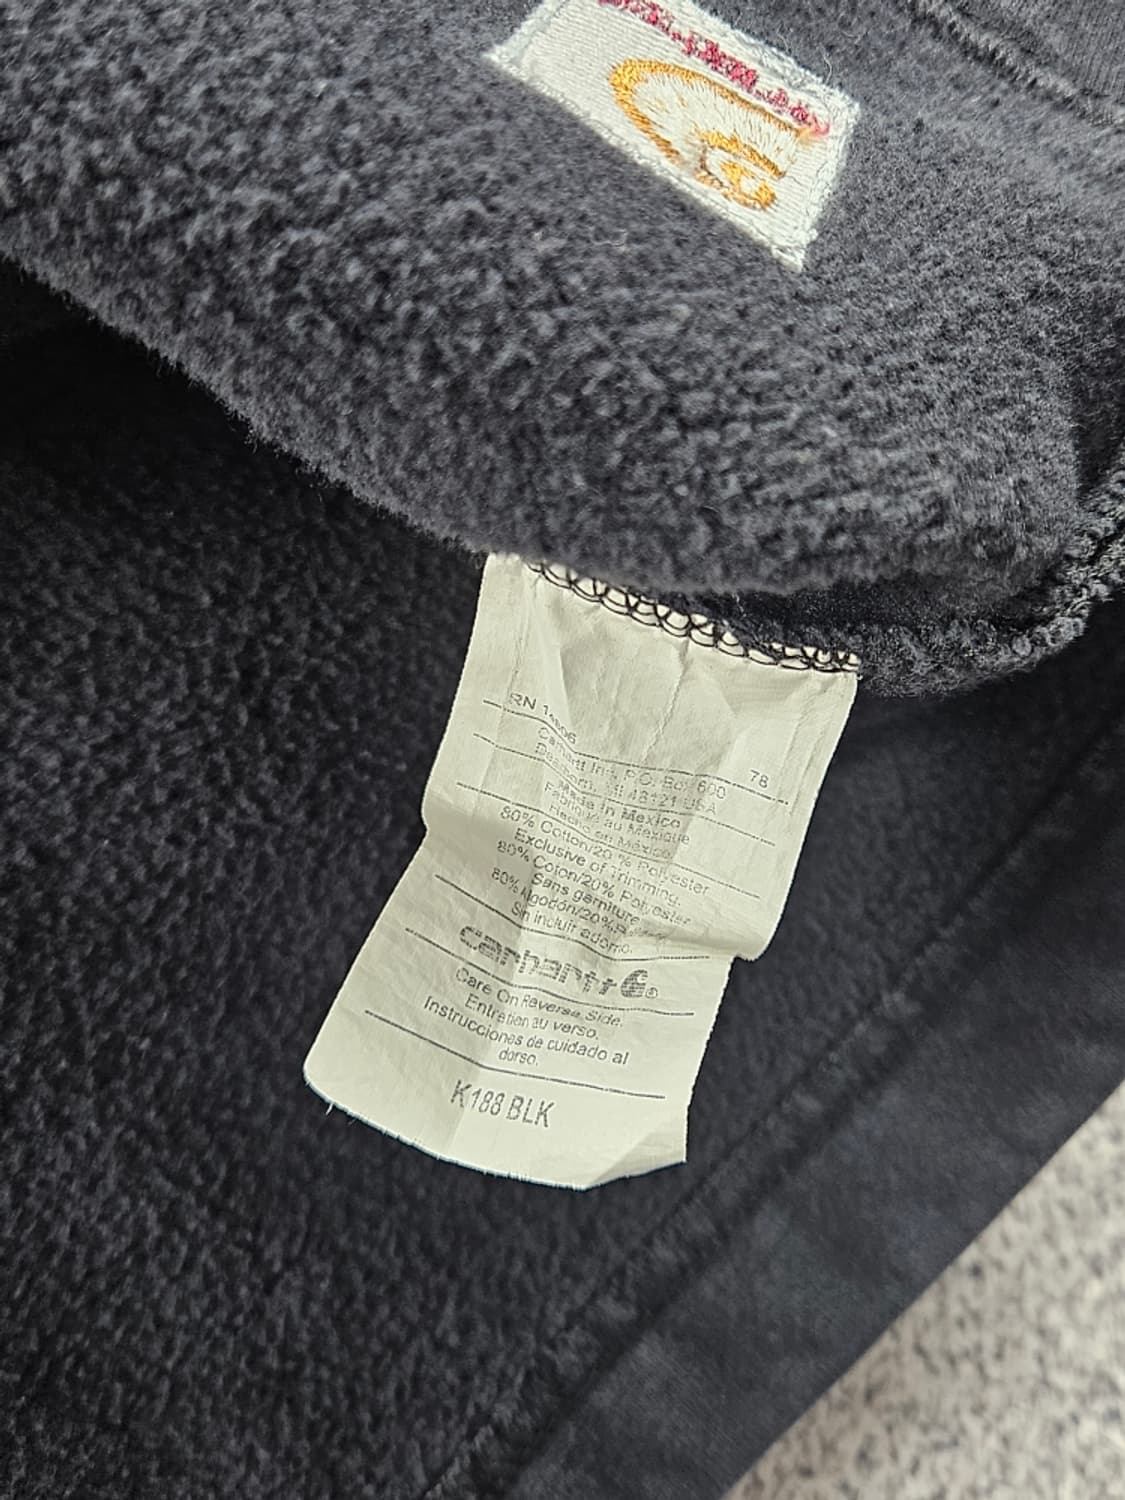 RN 14806
78
Carhartt Inc, P.O. Box 600
Dearborn, MI 48121 USA
Made in Mexico
Fabriqué au Mexique
Hecho en México
80% Cotton/20 % Polyester
Exclusive of Trimming.
80% Coton/20% Polyester
Sans garniture
80% Algodón/20%
Sin incluir adorno.
carhartt ®
Care On Reverse Side.
Entretien au verso.
Instrucciones de cuidado al
dorso.
K188 BLK